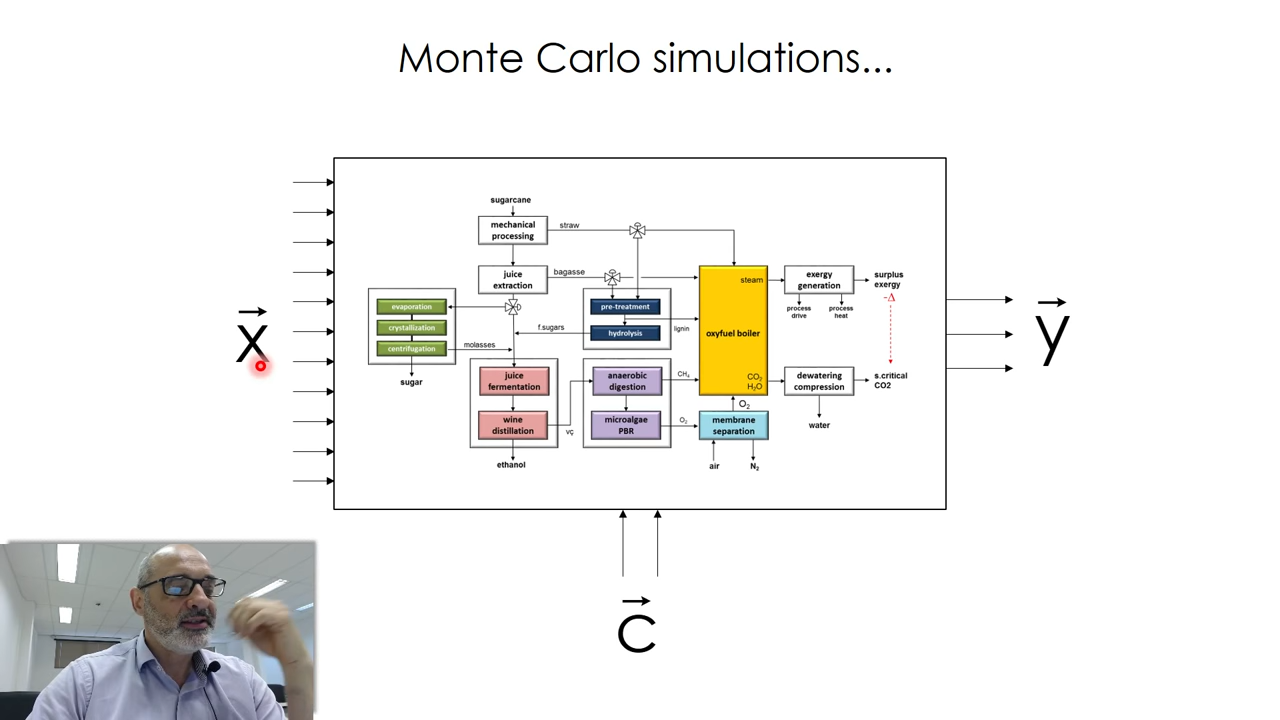 Monte Carlo simulations...
x
sugarcane
mechanical
processing
straw
juice
extraction
bagasse
evaporation
crystallization
centrifugation
sugar
molasses
D
f.sugars
pre-treatment
hydrolysis
lignin
juice
fermentation
wine
distillation
ethanol
vç
anaerobic
digestion
microalgae
PBR
CH4
O2
steam
oxyfuel boiler
CO2
H2O
O2
membrane
separation
air
N2
exergy
generation
surplus
exergy
-Δ
process
drive
process
heat
dewatering
compression
s.critical
CO2
water
y
C